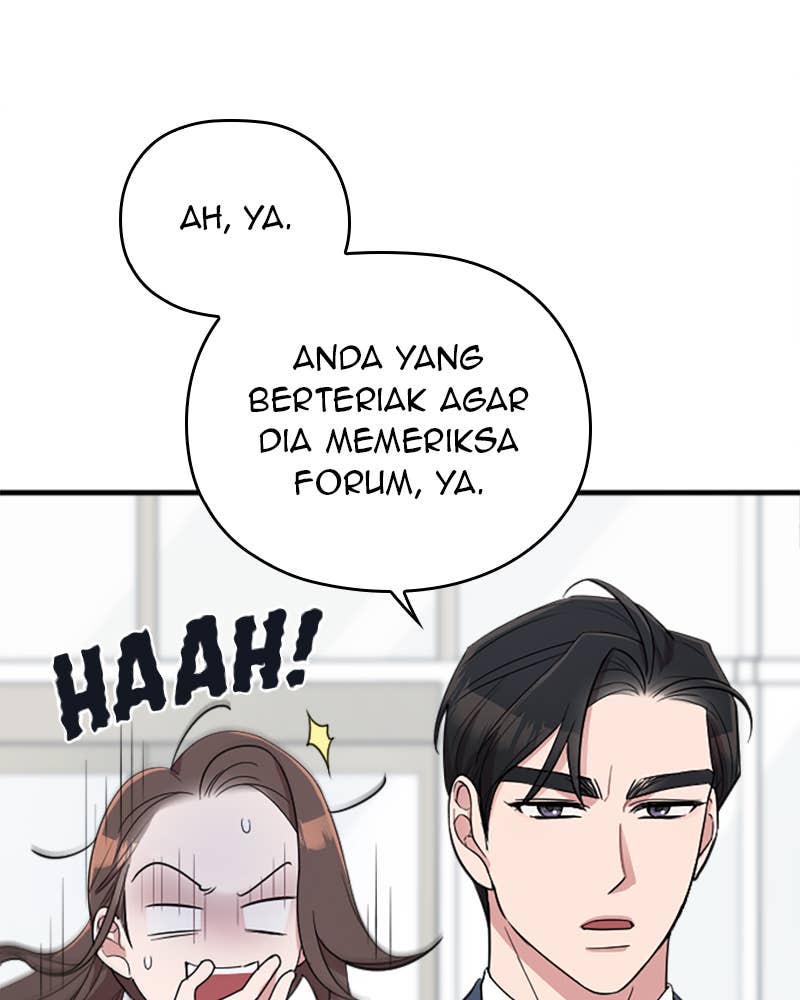 AH, YA.
ANDA YANG
BERTERIAK AGAR
DIA MEMERIKSA
FORUM, YA.
HAAH!